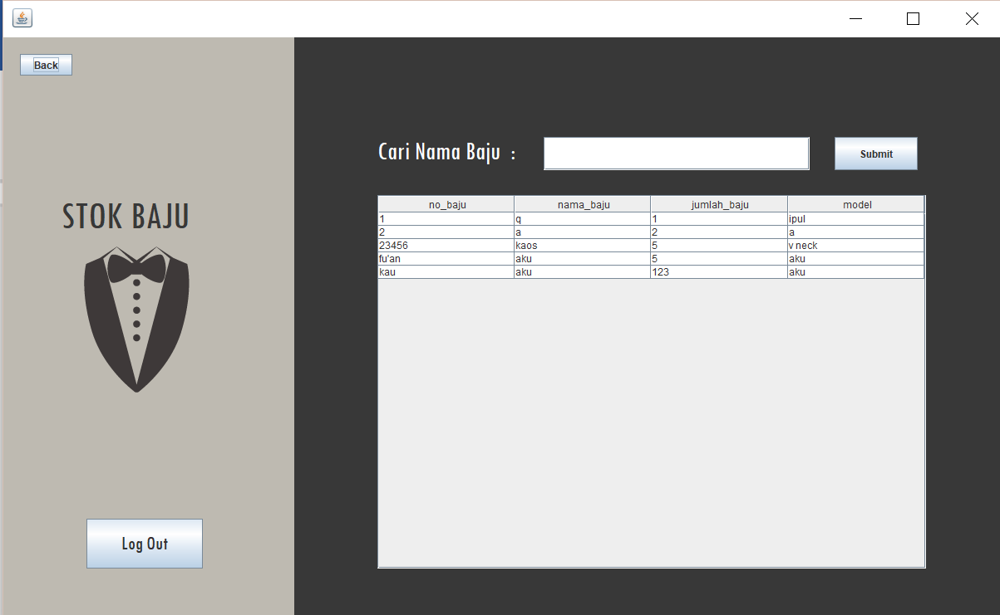 Back
STOK BAJU
Log Out
Cari Nama Baju :
Submit
no_baju nama_baju jumlah_baju model
1 q 1 ipul
2 a 2 a
23456 kaos 5 v neck
fu'an aku 5 aku
kau aku 123 aku